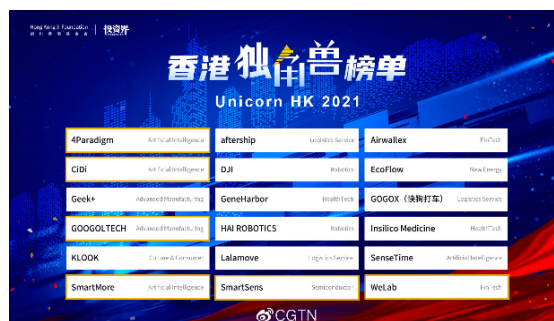 Hong Kong X Foundation
投资界
香港独角兽榜单
Unicorn HK 2021
4Paradigm Artificial Intelligence aftership Logistics Service Airwallex FinTech
CiDi Artificial Intelligence DJI Robotics EcoFlow New Energy
Geek+ Advanced Manufacturing GeneHarbor HealthTech GOGOX（快狗打车） Logistics Service
GOOGOLTECH Advanced Manufacturing HAI ROBOTICS Robotics Insilico Medicine HealthTech
KLOOK Culture & Consumer Lalamove Logistics Service SenseTime Artificial Intelligence
SmartMore Artificial Intelligence SmartSens Semiconductor WeLab FinTech
CGTN